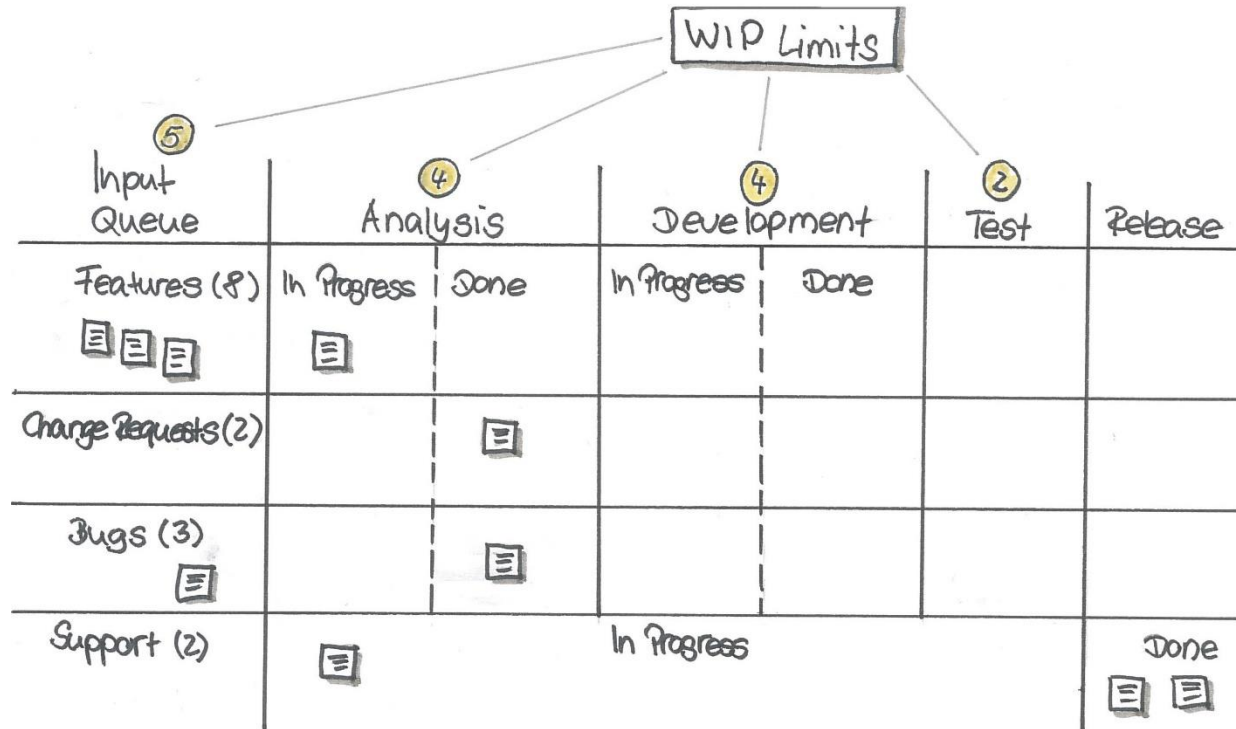 WIP Limits
5
4
4
2
Input
Queue
Analysis
Development
Test
Release
Features (8)
In Progress
Done
In Progress
Done
Change Requests (2)
Bugs (3)
Support (2)
In Progress
Done